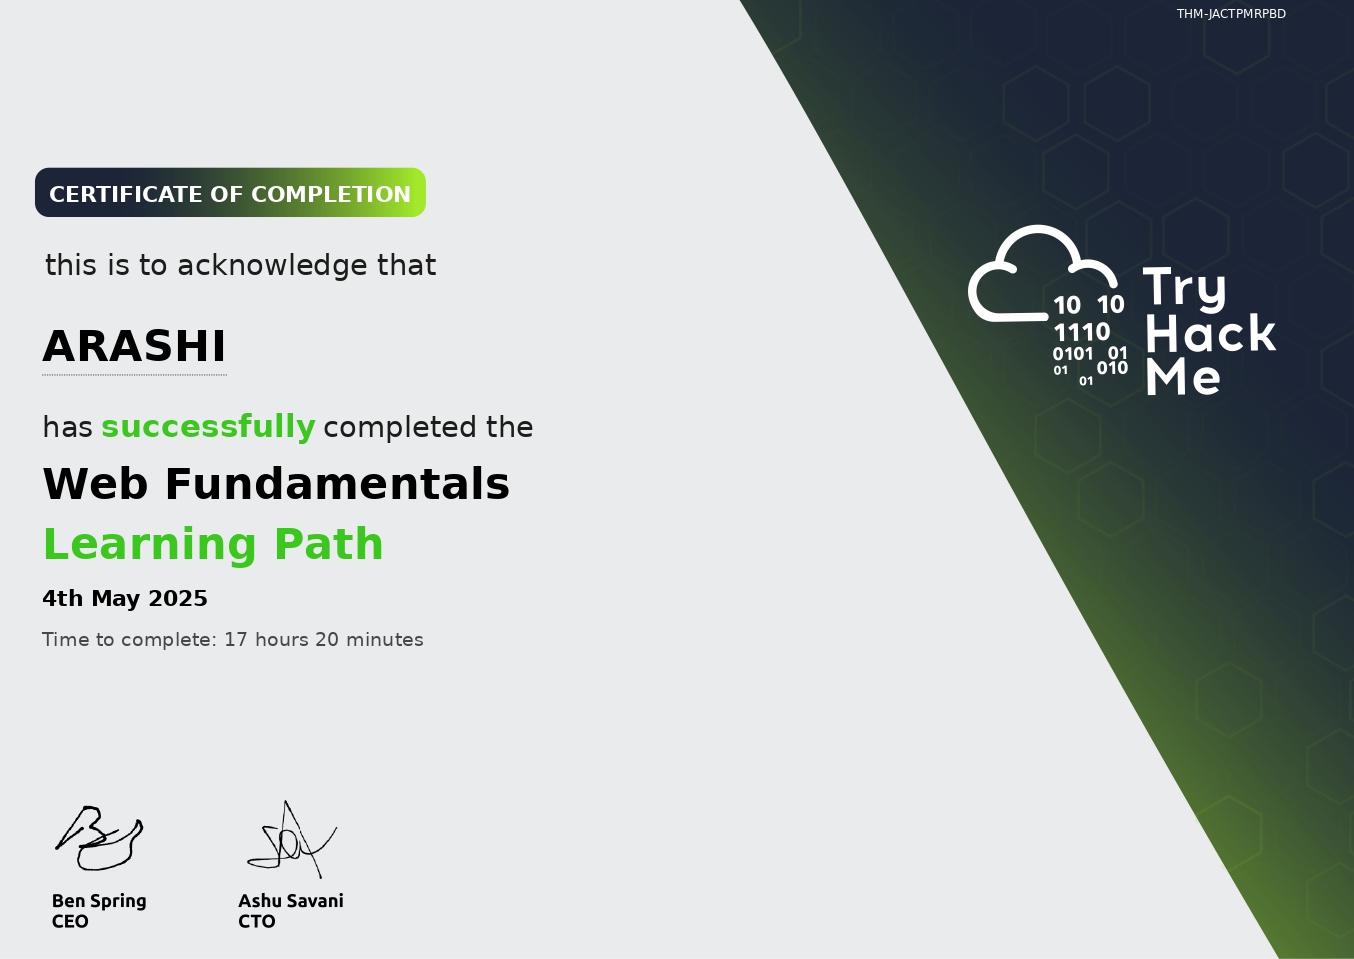 THM-JACTPMRPBD
CERTIFICATE OF COMPLETION
this is to acknowledge that
ARASHI
has successfully completed the
Web Fundamentals
Learning Path
4th May 2025
Time to complete: 17 hours 20 minutes
10 10
1110
0101 01
01 010
01
Try
Hack
Me
Ben Spring
CEO
Ashu Savani
CTO